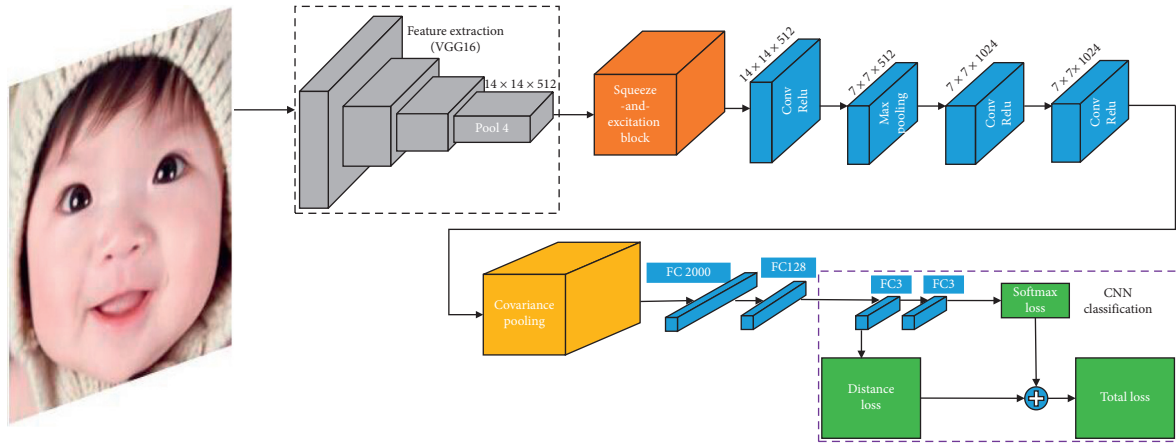 Feature extraction
(VGG16)
14 × 14 × 512
Pool 4
Squeeze
-and-
excitation
block
14 × 14 × 512
Conv
Relu
7 × 7 × 512
Max
pooling
7 × 7 × 1024
Conv
Relu
7 × 7 × 1024
Conv
Relu
Covariance
pooling
FC 2000
FC128
FC3
FC3
Softmax
loss
CNN
classification
Distance
loss
Total loss